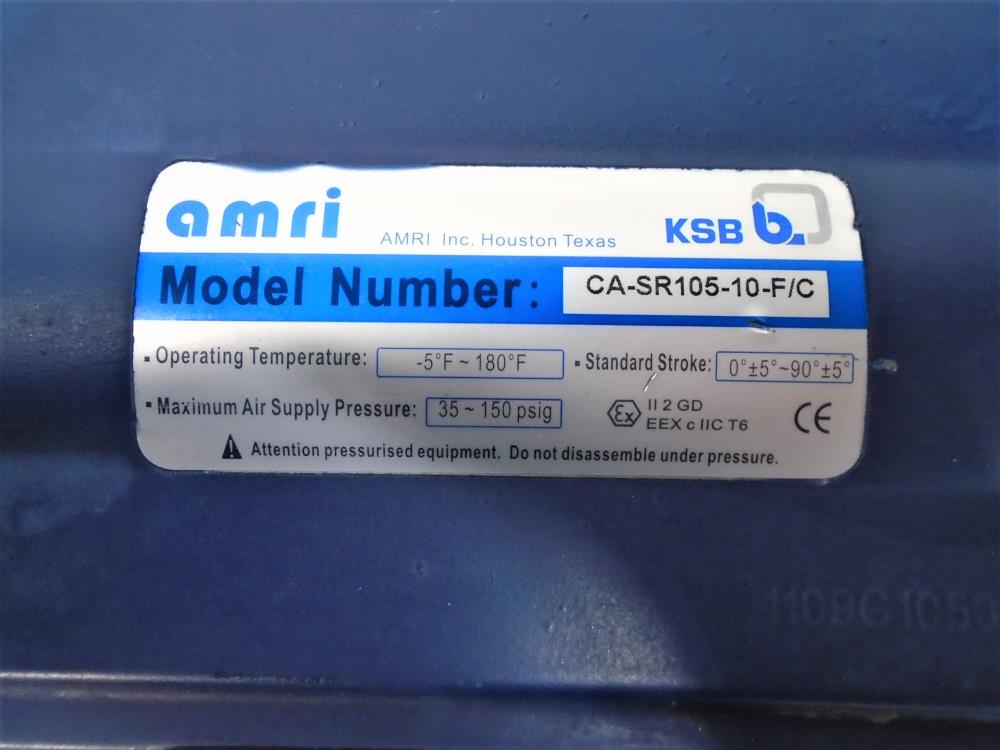 amri
AMRI Inc. Houston Texas
KSB b.
Model Number: CA-SR105-10-F/C
▪ Operating Temperature: -5°F ~ 180°F
▪ Standard Stroke: 0°±5°~90°±5°
▪ Maximum Air Supply Pressure: 35 ~ 150 psig
Ex
II 2 GD
EEX c IIC T6
CE
Attention pressurised equipment. Do not disassemble under pressure.
1109C1050